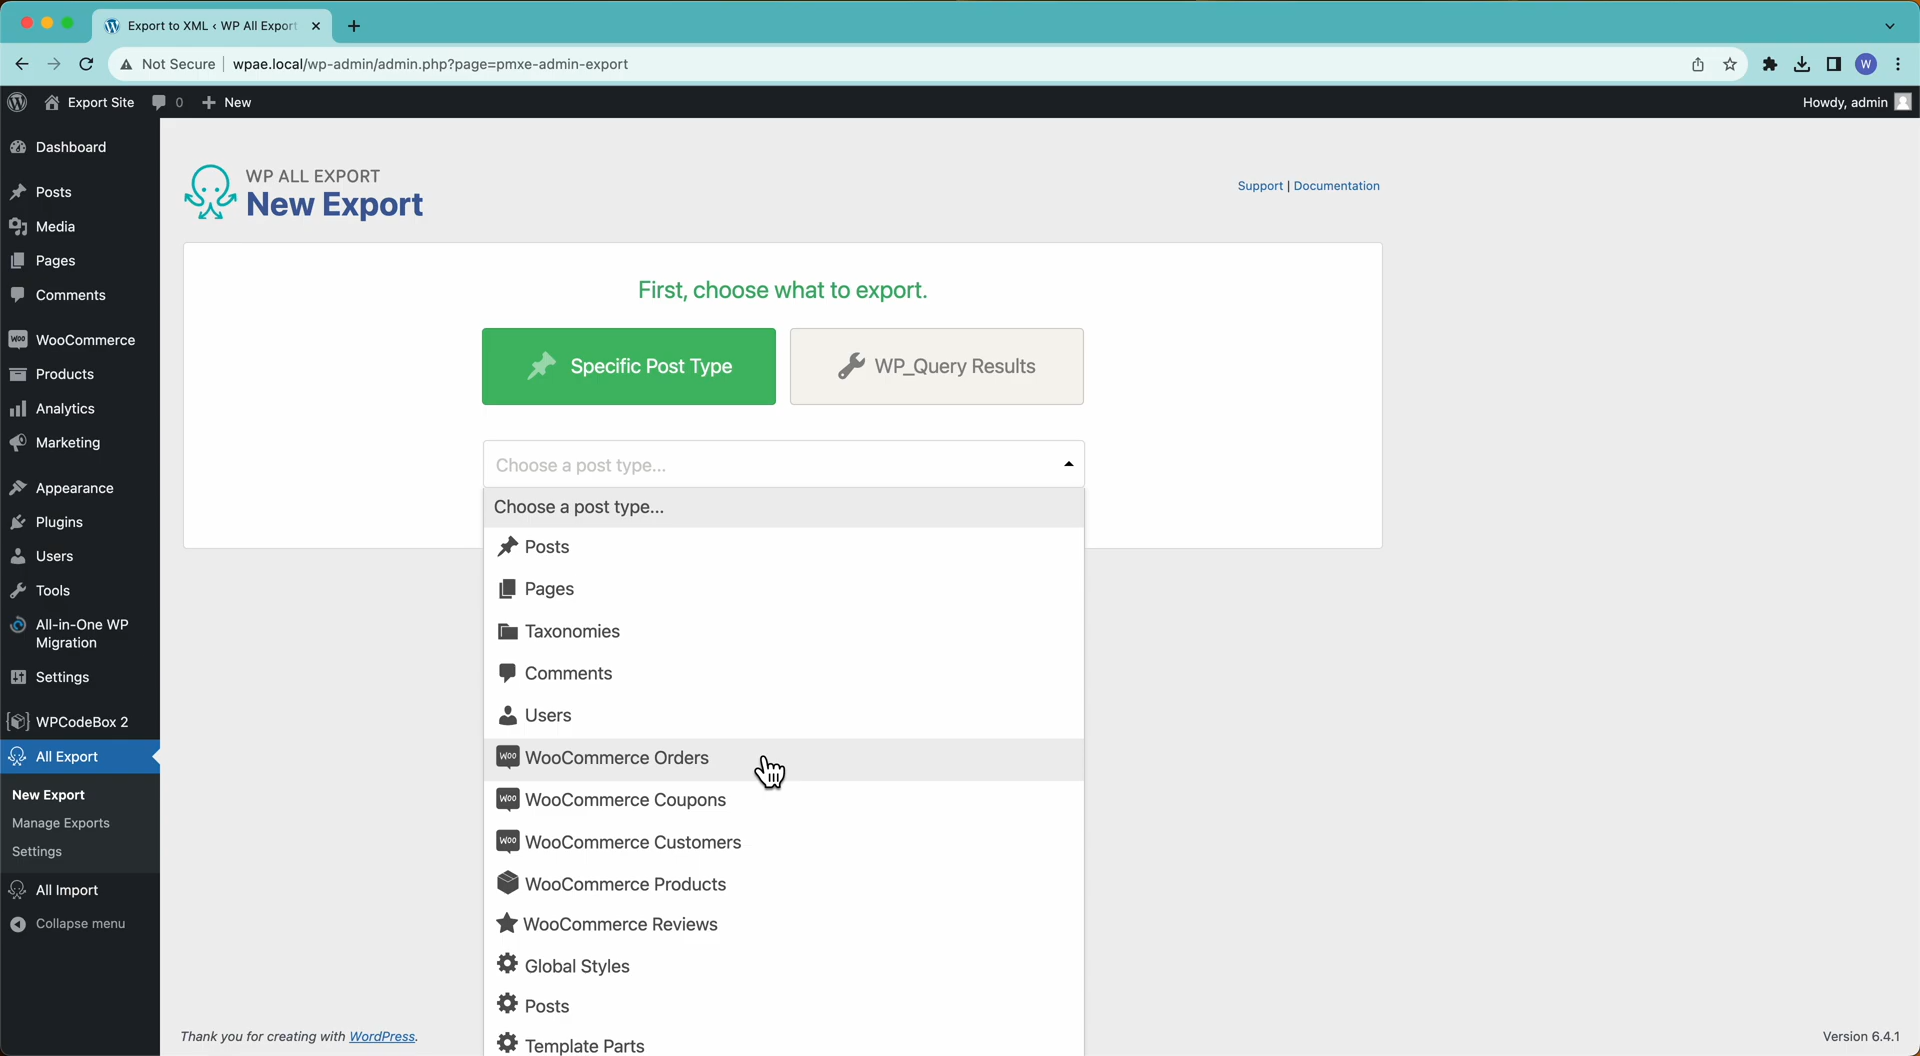 Export to XML ‹ WP All Export
Not Secure wpae.local/wp-admin/admin.php?page=pmxe-admin-export
W
Export Site 0 New
Howdy, admin
Dashboard
Posts
Media
Pages
Comments
WooCommerce
Products
Analytics
Marketing
Appearance
Plugins
Users
Tools
All-in-One WP
Migration
Settings
WPCodeBox 2
All Export
New Export
Manage Exports
Settings
All Import
Collapse menu
WP ALL EXPORT
New Export
Support | Documentation
First, choose what to export.
Specific Post Type
WP_Query Results
Choose a post type...
Choose a post type...
Posts
Pages
Taxonomies
Comments
Users
WooCommerce Orders
WooCommerce Coupons
WooCommerce Customers
WooCommerce Products
WooCommerce Reviews
Global Styles
Posts
Template Parts
Thank you for creating with WordPress.
Version 6.4.1